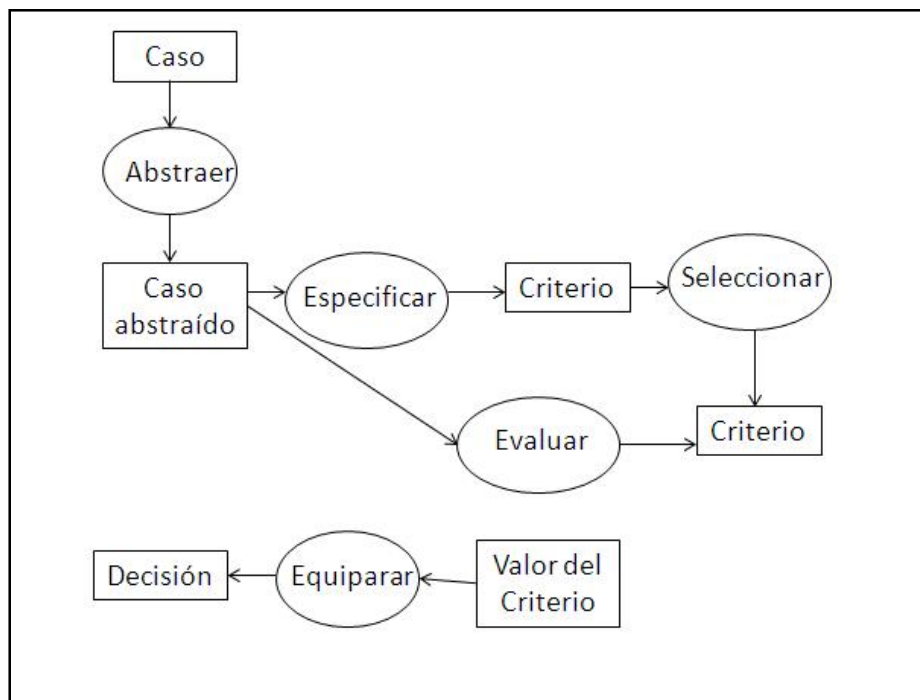 Caso
Abstraer
Caso
abstraído
Especificar
Criterio
Seleccionar
Evaluar
Criterio
Decisión
Equiparar
Valor del
Criterio